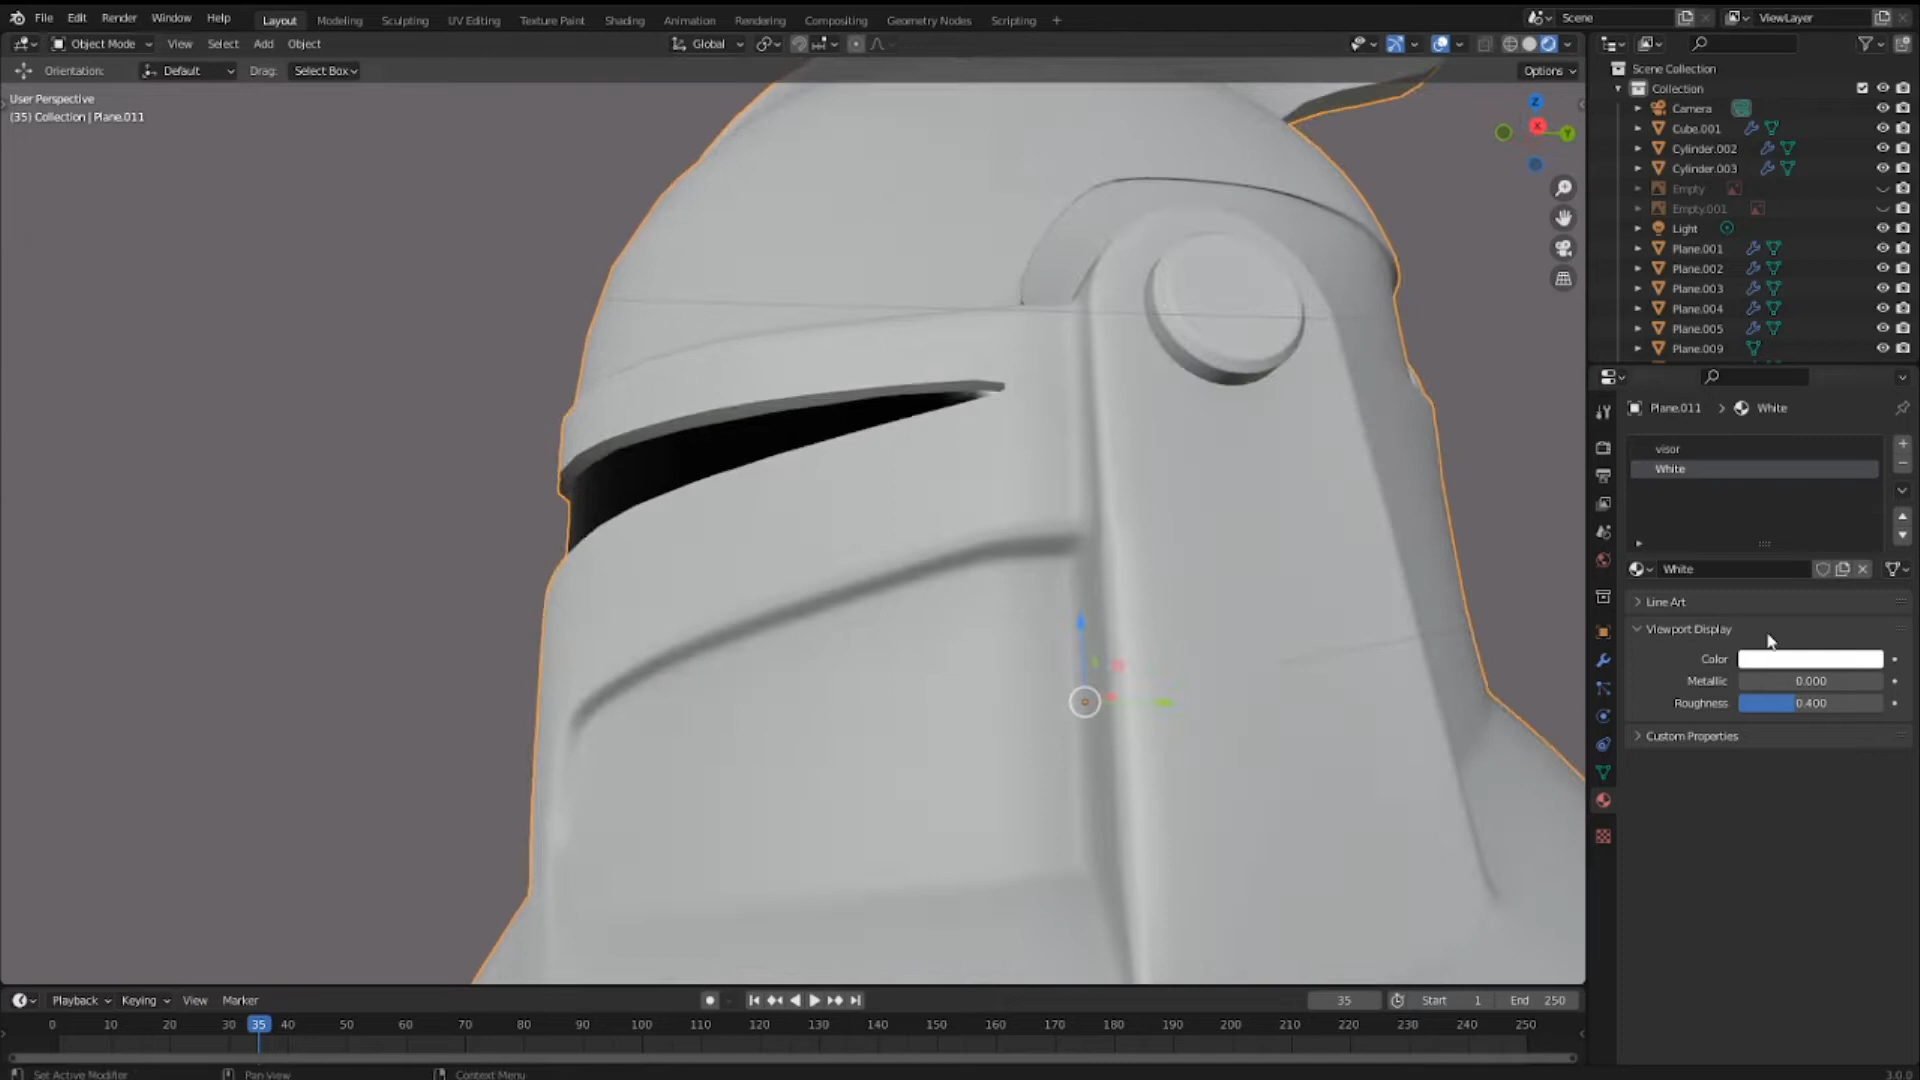 File Edit Render Window Help Layout Modeling Sculpting UV Editing Texture Paint Shading Animation Rendering Compositing Geometry Nodes Scripting + Scene ViewLayer
Object Mode View Select Add Object Global
Orientation: Default Drag: Select Box Options
User Perspective
(35) Collection | Plane.011
Z
Y
X
Scene Collection
Collection
Camera
Cube.001
Cylinder.002
Cylinder.003
Empty
Empty.001
Light
Plane.001
Plane.002
Plane.003
Plane.004
Plane.005
Plane.009
Plane.011 > White
visor
White
White
Line Art
Viewport Display
Color
Metallic 0.000
Roughness 0.400
Custom Properties
Playback Keying View Marker 35 Start 1 End 250
0 10 20 30 35 40 50 60 70 80 90 100 110 120 130 140 150 160 170 180 190 200 210 220 230 240 250
Set Active Modifier Pan View Context Menu 3.0.0